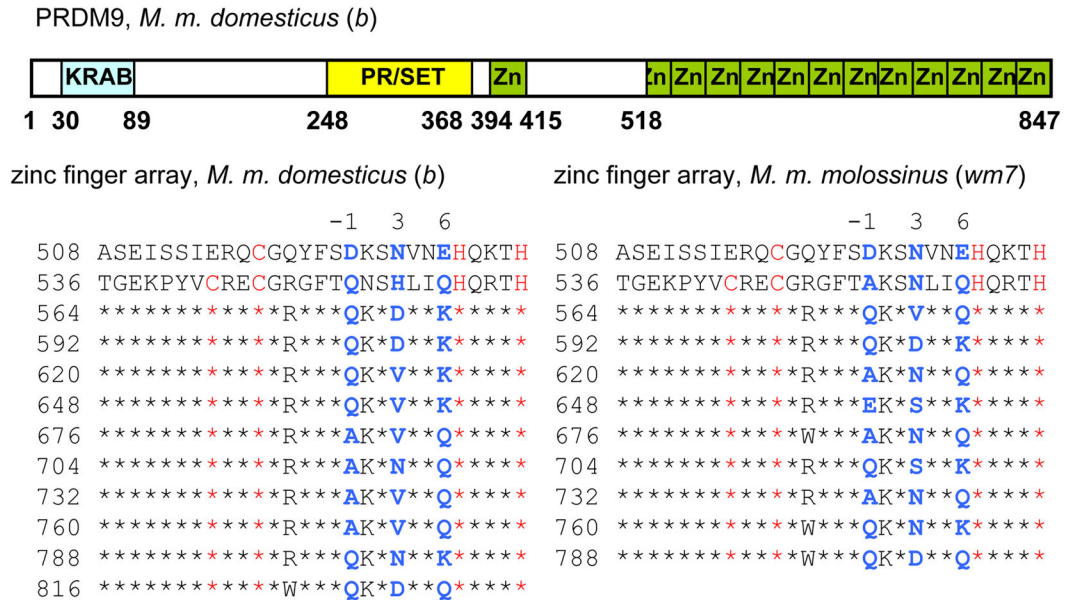 PRDM9, M. m. domesticus (b)
KRAB PR/SET Zn Zn Zn Zn Zn Zn Zn Zn Zn Zn Zn Zn Zn
1 30 89 248 368 394 415 518 847
zinc finger array, M. m. domesticus (b)
-1 3 6
508 ASEISSIERQCGQYFSDKSNVNEHQKTH
536 TGEKPYVCRECGRGFTQNSHLIQHQRTH
564 ************R***QK*D**K*****
592 ************R***QK*D**K*****
620 ************R***QK*V**K*****
648 ************R***QK*V**K*****
676 ************R***AK*V**Q*****
704 ************R***AK*N**Q*****
732 ************R***AK*V**Q*****
760 ************R***AK*V**Q*****
788 ************R***QK*N**K*****
816 ************W***QK*D**Q*****
zinc finger array, M. m. molossinus (wm7)
-1 3 6
508 ASEISSIERQCGQYFSDKSNVNEHQKTH
536 TGEKPYVCRECGRGFTAKSNLIQHQRTH
564 ************R***QK*V**Q*****
592 ************R***QK*D**K*****
620 ************R***AK*N**Q*****
648 ************R***EK*S**K*****
676 ************W***AK*N**Q*****
704 ************R***QK*S**K*****
732 ************R***AK*N**Q*****
760 ************W***QK*N**K*****
788 ************W***QK*D**Q*****